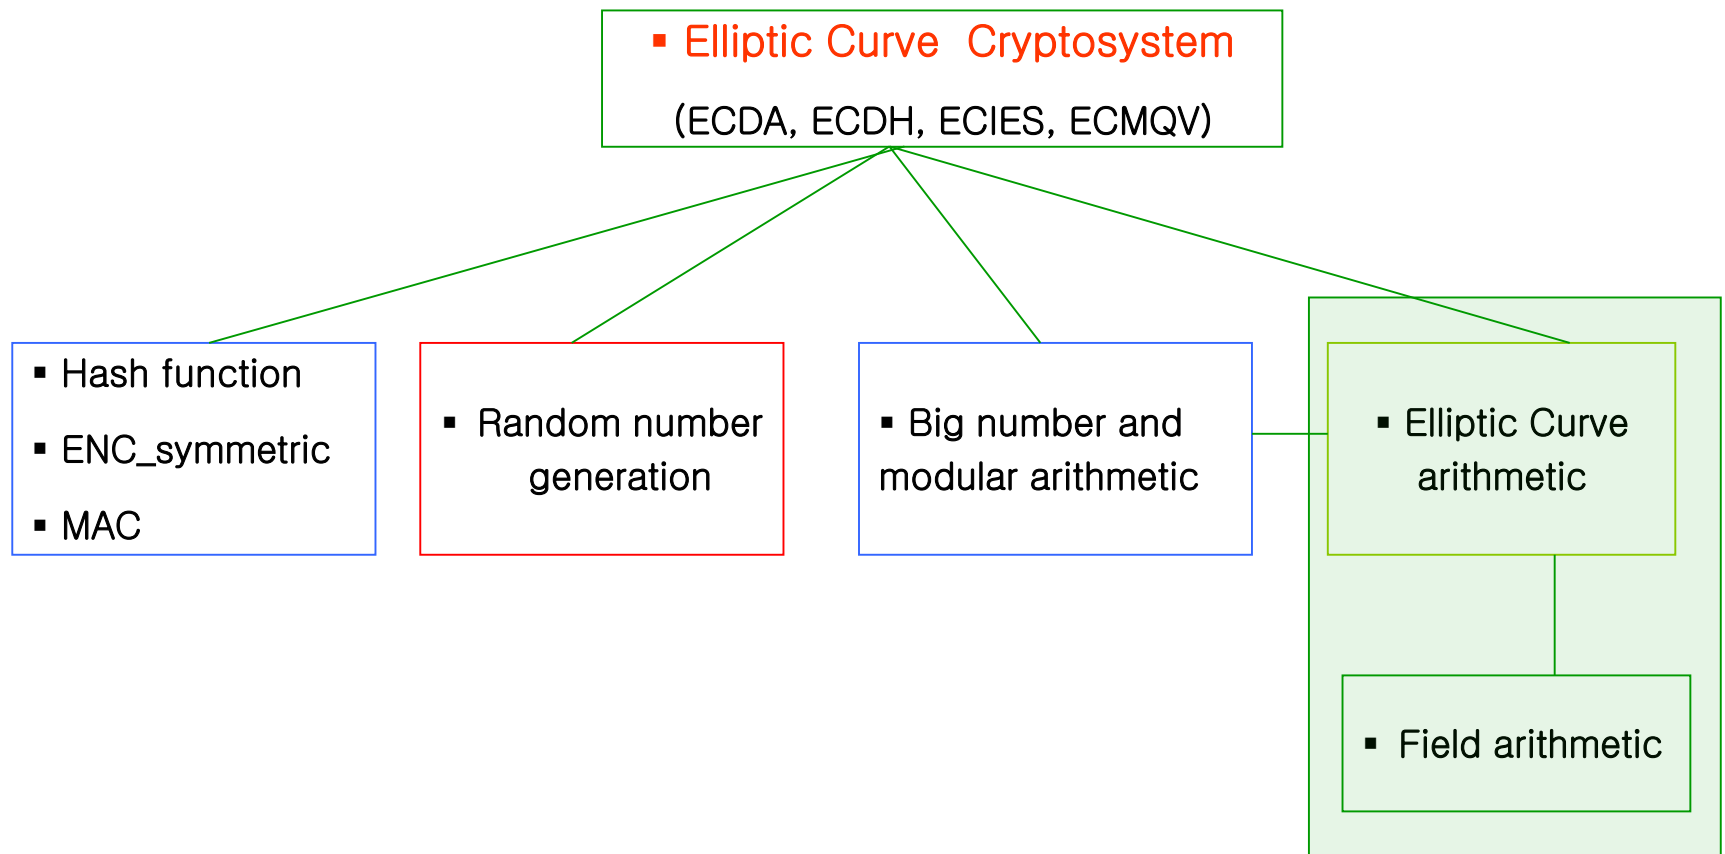 ▪ Elliptic Curve  Cryptosystem
(ECDA, ECDH, ECIES, ECMQV)
▪ Hash function
▪ ENC_symmetric
▪ MAC
▪ Random number
generation
▪ Big number and
modular arithmetic
▪ Elliptic Curve
arithmetic
▪ Field arithmetic